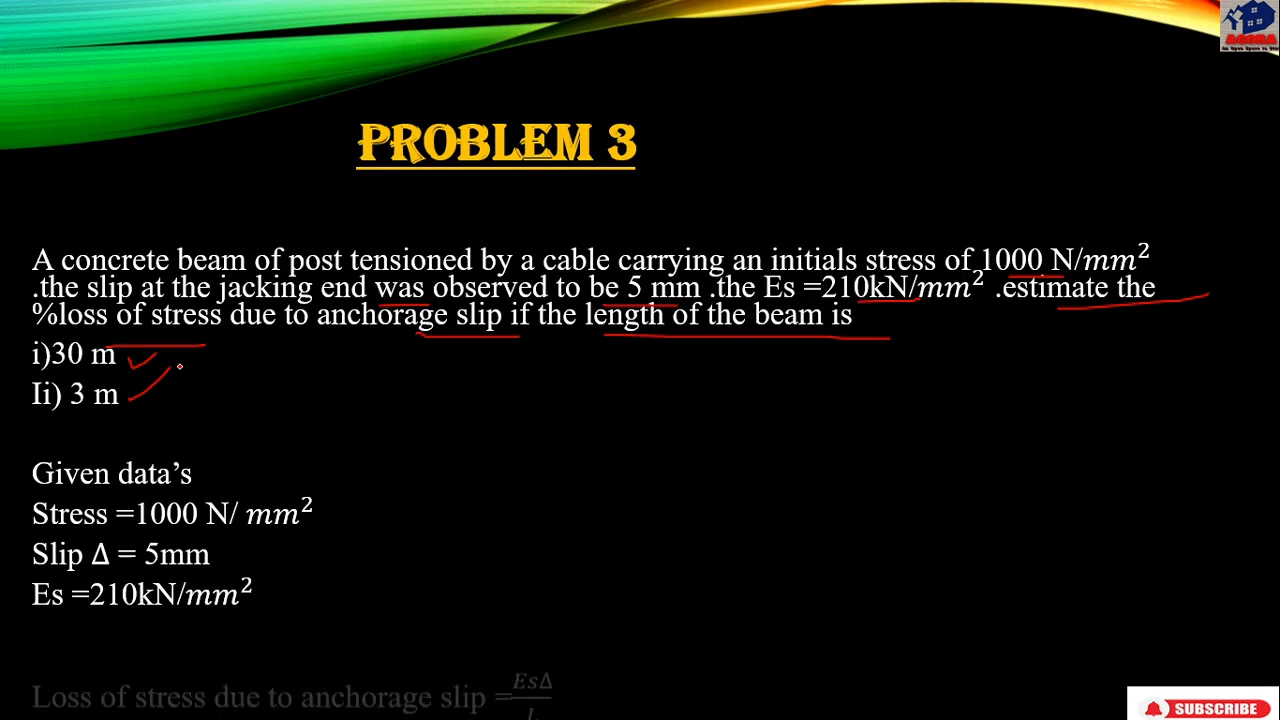 AGORA
PROBLEM 3
A concrete beam of post tensioned by a cable carrying an initials stress of 1000 N/mm²
.the slip at the jacking end was observed to be 5 mm .the Es =210kN/mm² .estimate the
%loss of stress due to anchorage slip if the length of the beam is
i)30 m
Ii) 3 m
Given data’s
Stress =1000 N/ mm²
Slip Δ = 5mm
Es =210kN/mm²
Loss of stress due to anchorage slip =EsΔ
SUBSCRIBE